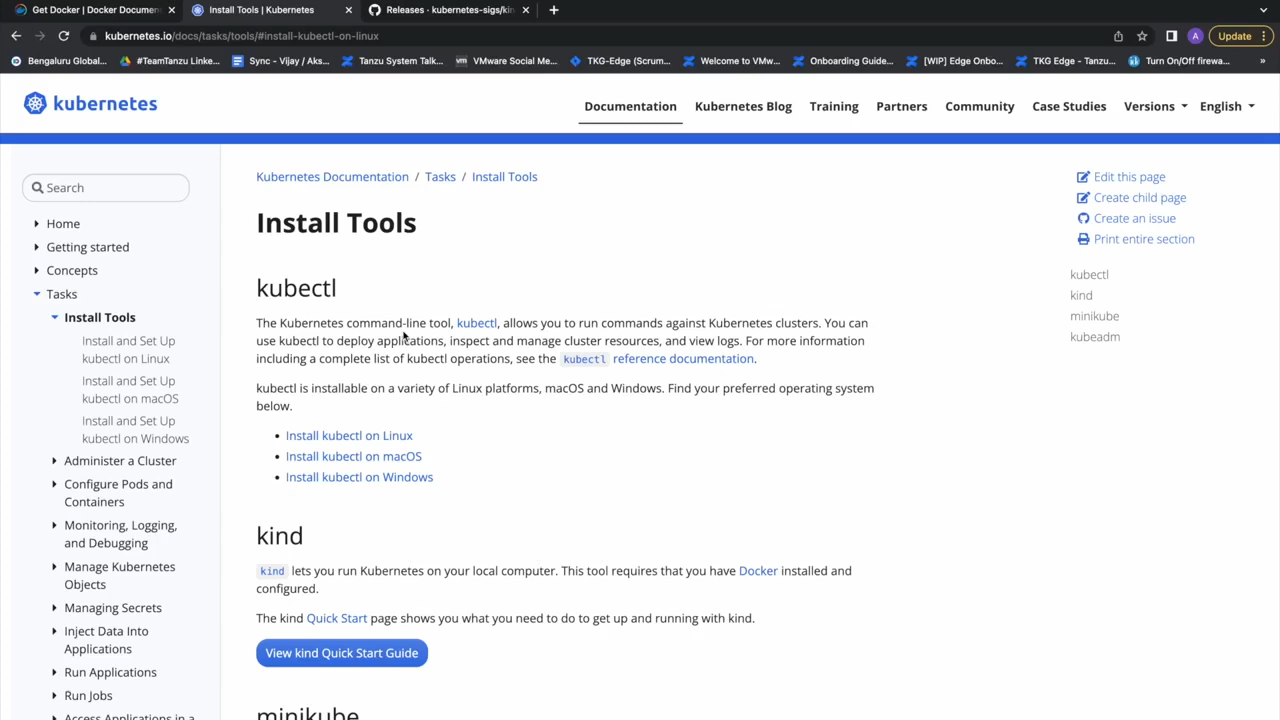 Get Docker | Docker Documen
Install Tools | Kubernetes
Releases · kubernetes-sigs/kin
kubernetes.io/docs/tasks/tools/#install-kubectl-on-linux
A
Update
Bengaluru Global...
#TeamTanzu Linke...
Sync - Vijay / Aks...
Tanzu System Talk...
vm VMware Social Me...
TKG-Edge (Scrum...
Welcome to VMw...
Onboarding Guide...
[WIP] Edge Onbo...
TKG Edge - Tanzu...
Turn On/Off firewa...
»
kubernetes
Documentation
Kubernetes Blog
Training
Partners
Community
Case Studies
Versions
English
Search
Home
Getting started
Concepts
Tasks
Install Tools
Install and Set Up
kubectl on Linux
Install and Set Up
kubectl on macOS
Install and Set Up
kubectl on Windows
Administer a Cluster
Configure Pods and
Containers
Monitoring, Logging,
and Debugging
Manage Kubernetes
Objects
Managing Secrets
Inject Data Into
Applications
Run Applications
Run Jobs
Access Applications in a
Kubernetes Documentation / Tasks / Install Tools
Install Tools
kubectl
The Kubernetes command-line tool, kubectl, allows you to run commands against Kubernetes clusters. You can
use kubectl to deploy applications, inspect and manage cluster resources, and view logs. For more information
including a complete list of kubectl operations, see the kubectl reference documentation.
kubectl is installable on a variety of Linux platforms, macOS and Windows. Find your preferred operating system
below.
• Install kubectl on Linux
• Install kubectl on macOS
• Install kubectl on Windows
kind
kind lets you run Kubernetes on your local computer. This tool requires that you have Docker installed and
configured.
The kind Quick Start page shows you what you need to do to get up and running with kind.
View kind Quick Start Guide
minikube
Edit this page
Create child page
Create an issue
Print entire section
kubectl
kind
minikube
kubeadm